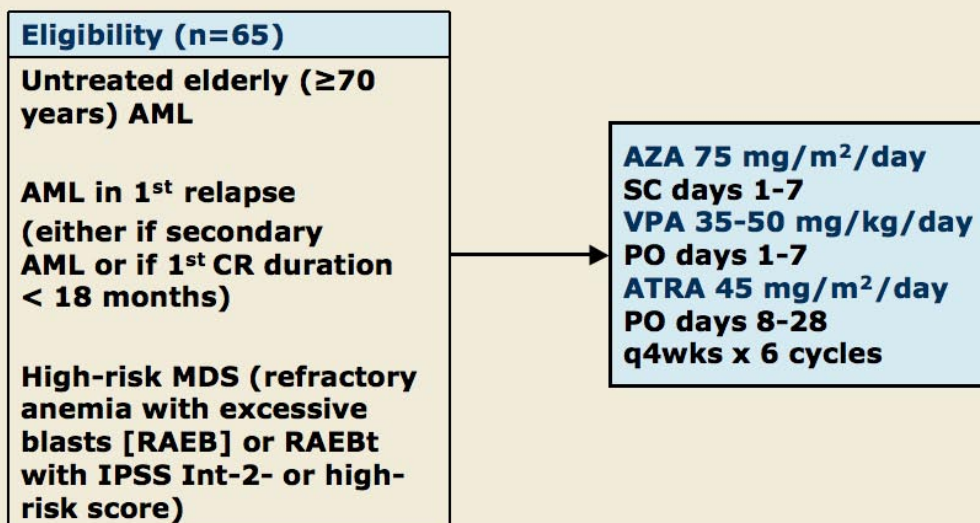 Eligibility (n=65)
Untreated elderly (≥70
years) AML
AML in 1st relapse
(either if secondary
AML or if 1st CR duration
< 18 months)
High-risk MDS (refractory
anemia with excessive
blasts [RAEB] or RAEBt
with IPSS Int-2- or high-
risk score)
AZA 75 mg/m²/day
SC days 1-7
VPA 35-50 mg/kg/day
PO days 1-7
ATRA 45 mg/m²/day
PO days 8-28
q4wks x 6 cycles